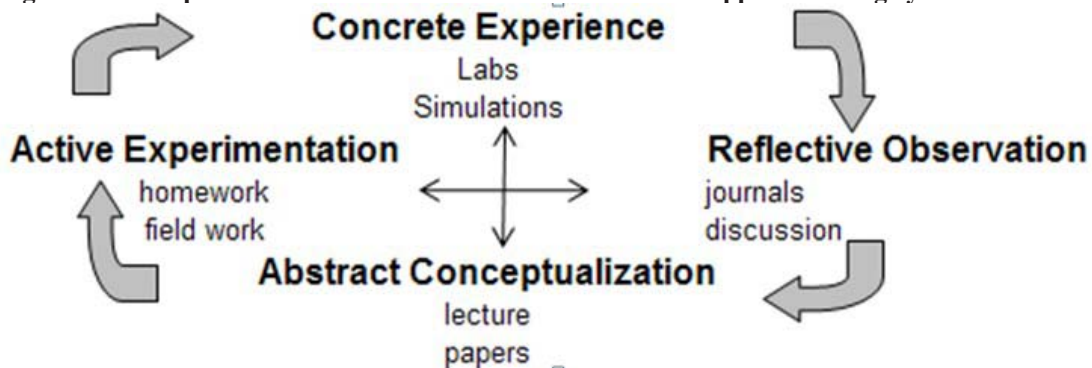 Concrete Experience
Labs
Simulations
Active Experimentation
homework
field work
Reflective Observation
journals
discussion
Abstract Conceptualization
lecture
papers